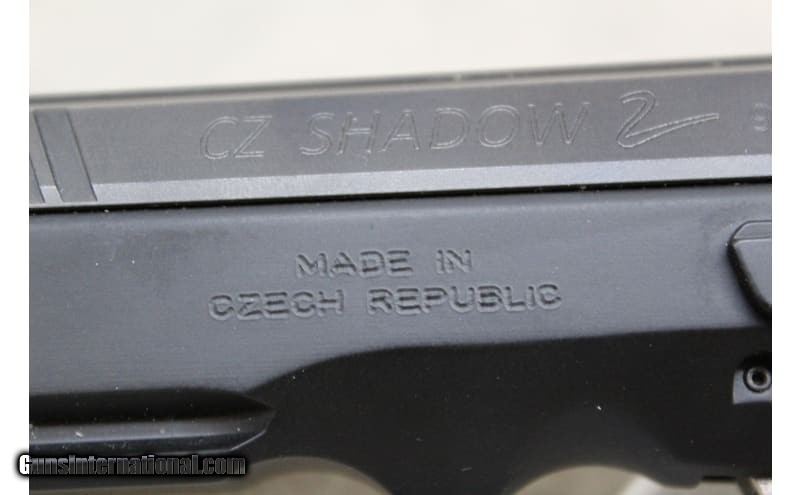 CZ SHADOW 2
MADE IN
CZECH REPUBLIC
GunsInternational.com